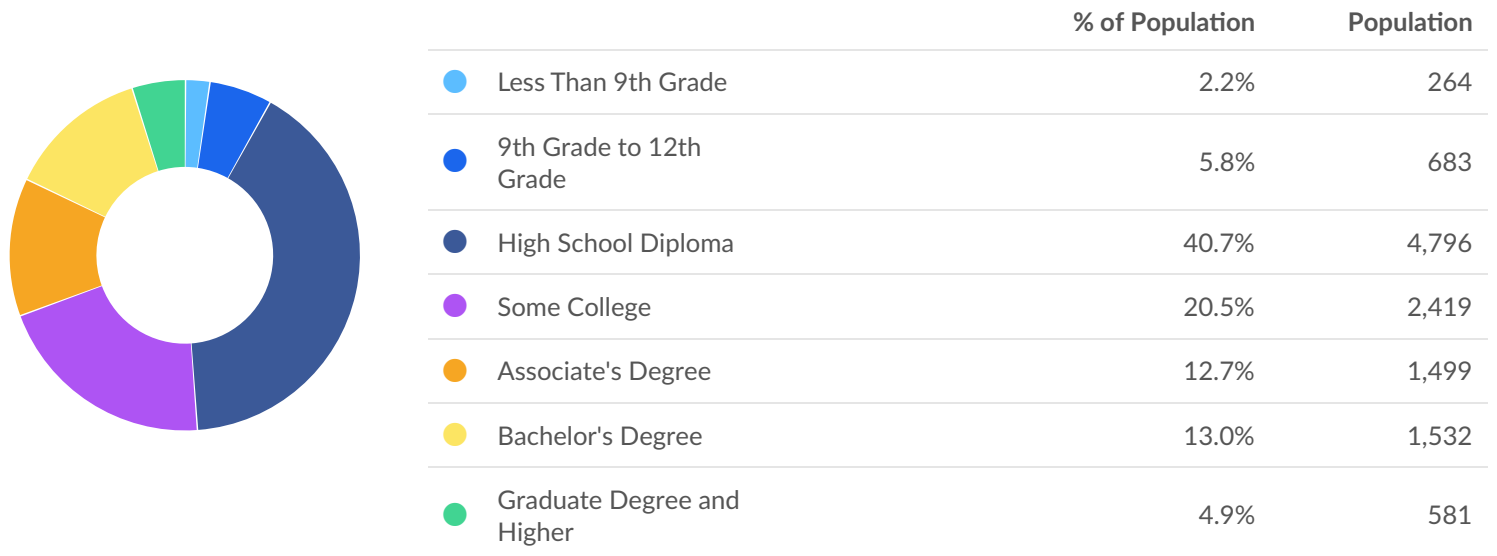 % of Population Population
Less Than 9th Grade 2.2% 264
9th Grade to 12th
Grade 5.8% 683
High School Diploma 40.7% 4,796
Some College 20.5% 2,419
Associate's Degree 12.7% 1,499
Bachelor's Degree 13.0% 1,532
Graduate Degree and
Higher 4.9% 581